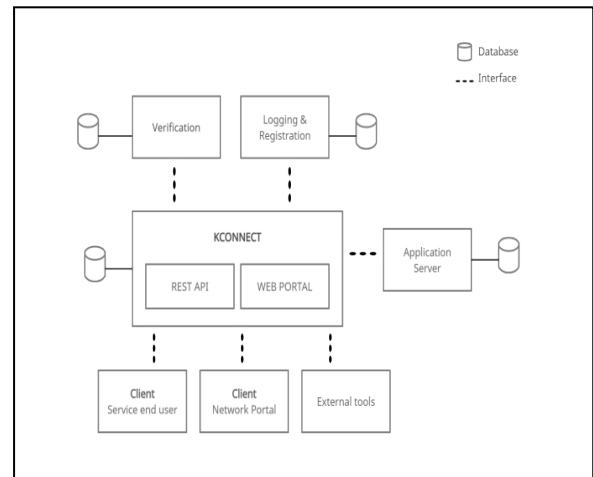 Database
Interface
Verification
Logging &
Registration
KCONNECT
REST API
WEB PORTAL
Application
Server
Client
Service end user
Client
Network Portal
External tools